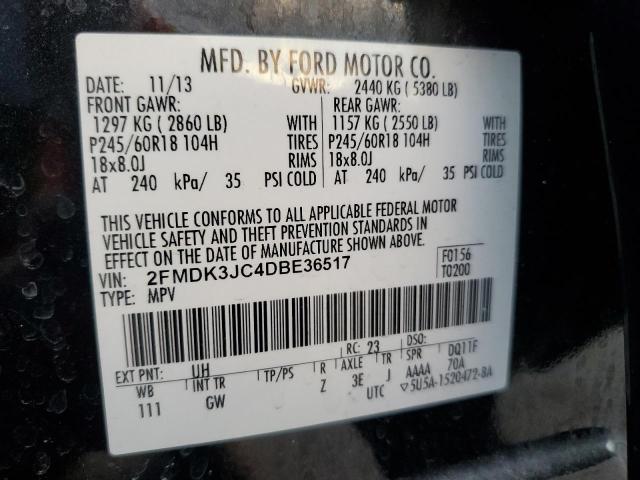 MFD. BY FORD MOTOR CO.
DATE: 11/13 GVWR: 2440 KG ( 5380 LB)
FRONT GAWR: REAR GAWR:
1297 KG ( 2860 LB) WITH 1157 KG ( 2550 LB) WITH
P245/60R18 104H TIRES P245/60R18 104H TIRES
18x8.0J RIMS 18x8.0J RIMS
AT 240 kPa/ 35 PSI COLD AT 240 kPa/ 35 PSI COLD
THIS VEHICLE CONFORMS TO ALL APPLICABLE FEDERAL MOTOR
VEHICLE SAFETY AND THEFT PREVENTION STANDARDS IN
EFFECT ON THE DATE OF MANUFACTURE SHOWN ABOVE.
VIN: 2FMDK3JC4DBE36517 F0156
TYPE: MPV T0200
EXT PNT: UH RC: 23 DSO:
WB INT TR TP/PS R AXLE TR SPR DQ11F
111 GW Z 3E J AAAA 70A
UTC ▽5U5A-1520472-BA